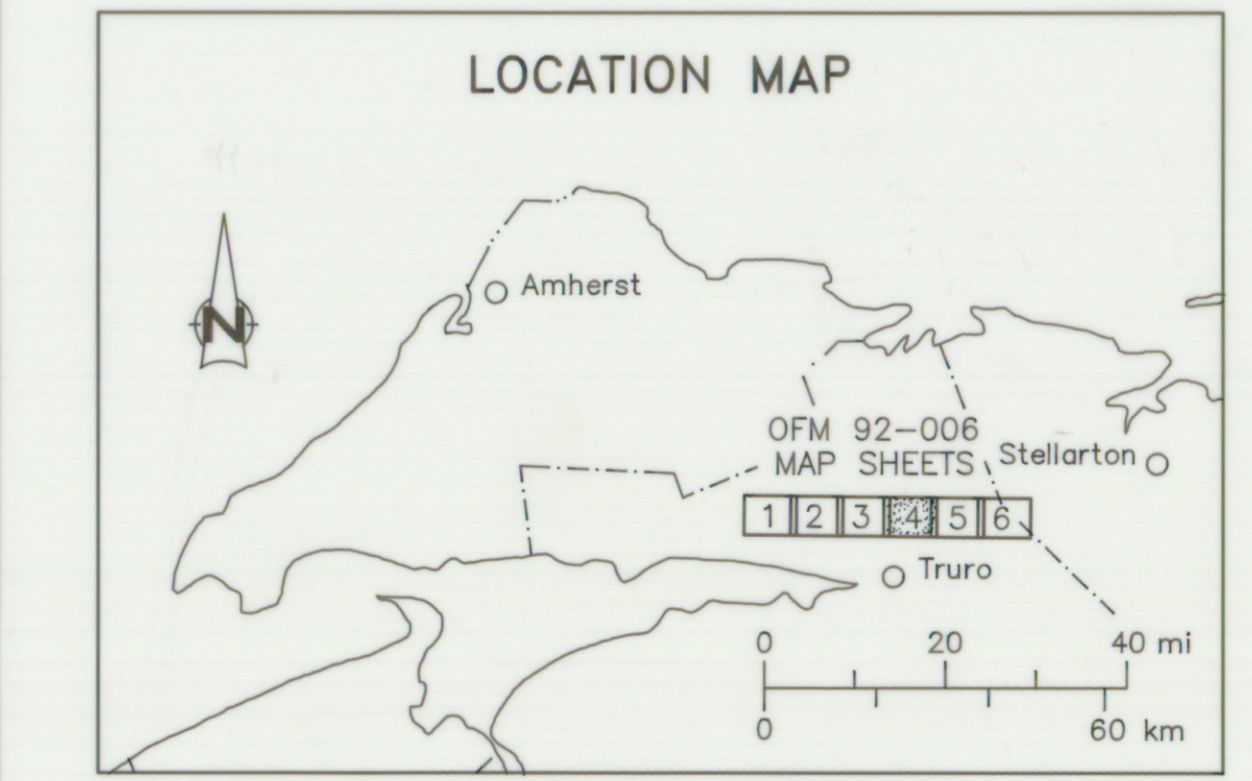 LOCATION MAP
N
Amherst
OFM 92-006
MAP SHEETS
Stellarton
1 2 3 4 5 6
Truro
0 20 40 mi
0 60 km